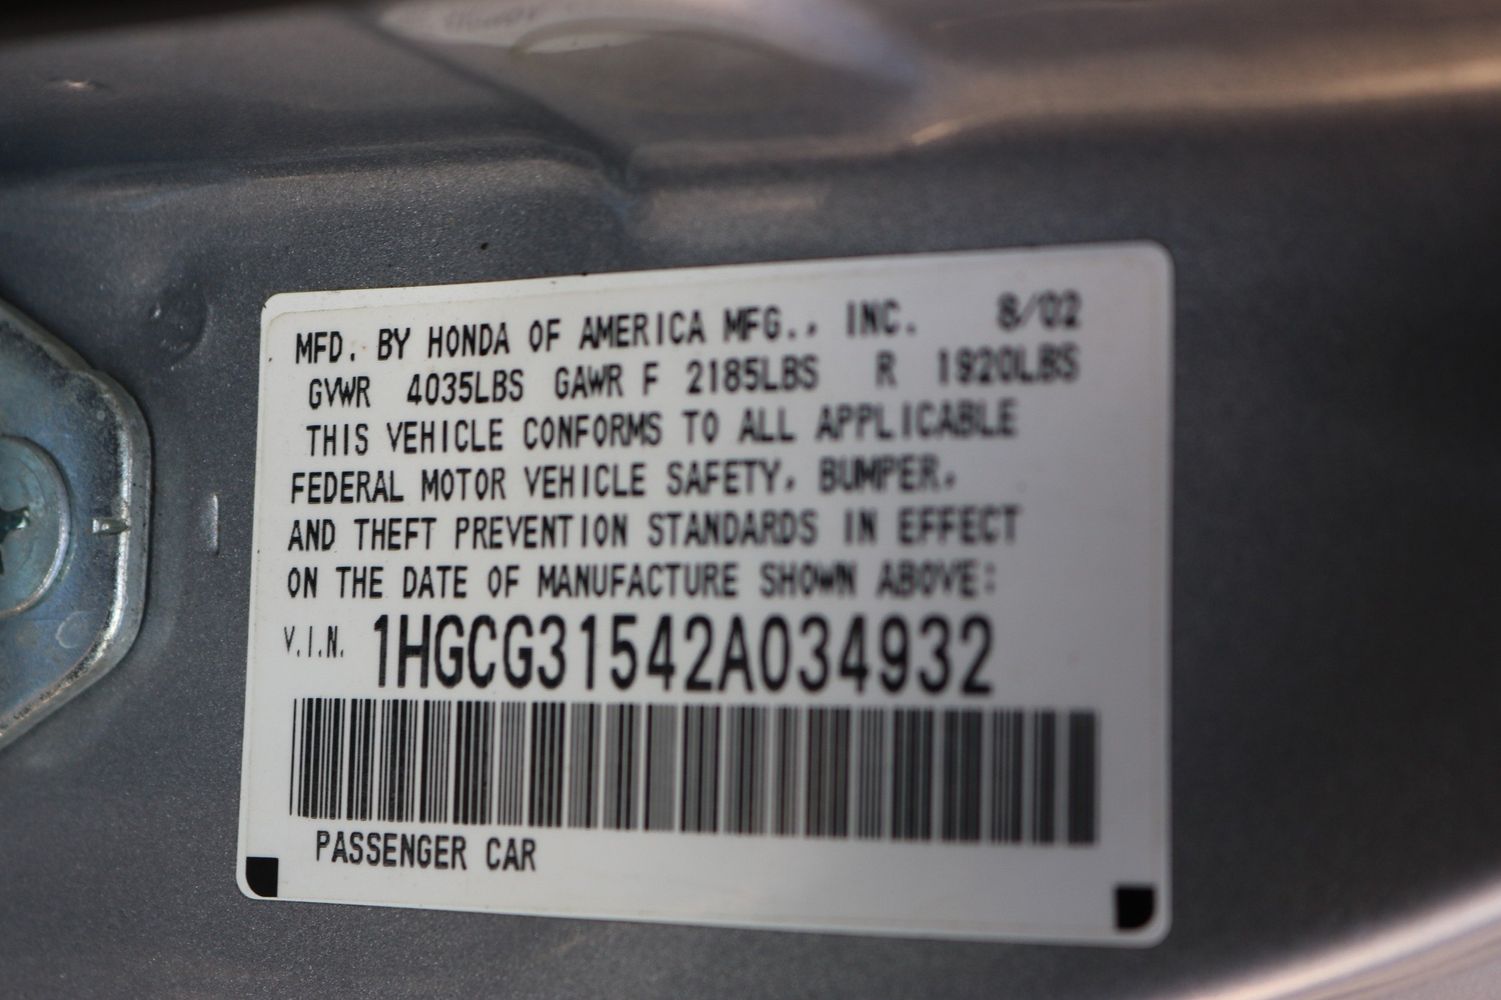 MFD. BY HONDA OF AMERICA MFG., INC. 8/02
GVWR 4035LBS GAWR F 2185LBS R 1920LBS
THIS VEHICLE CONFORMS TO ALL APPLICABLE
FEDERAL MOTOR VEHICLE SAFETY, BUMPER,
AND THEFT PREVENTION STANDARDS IN EFFECT
ON THE DATE OF MANUFACTURE SHOWN ABOVE:
V.I.N. 1HGCG31542A034932
PASSENGER CAR